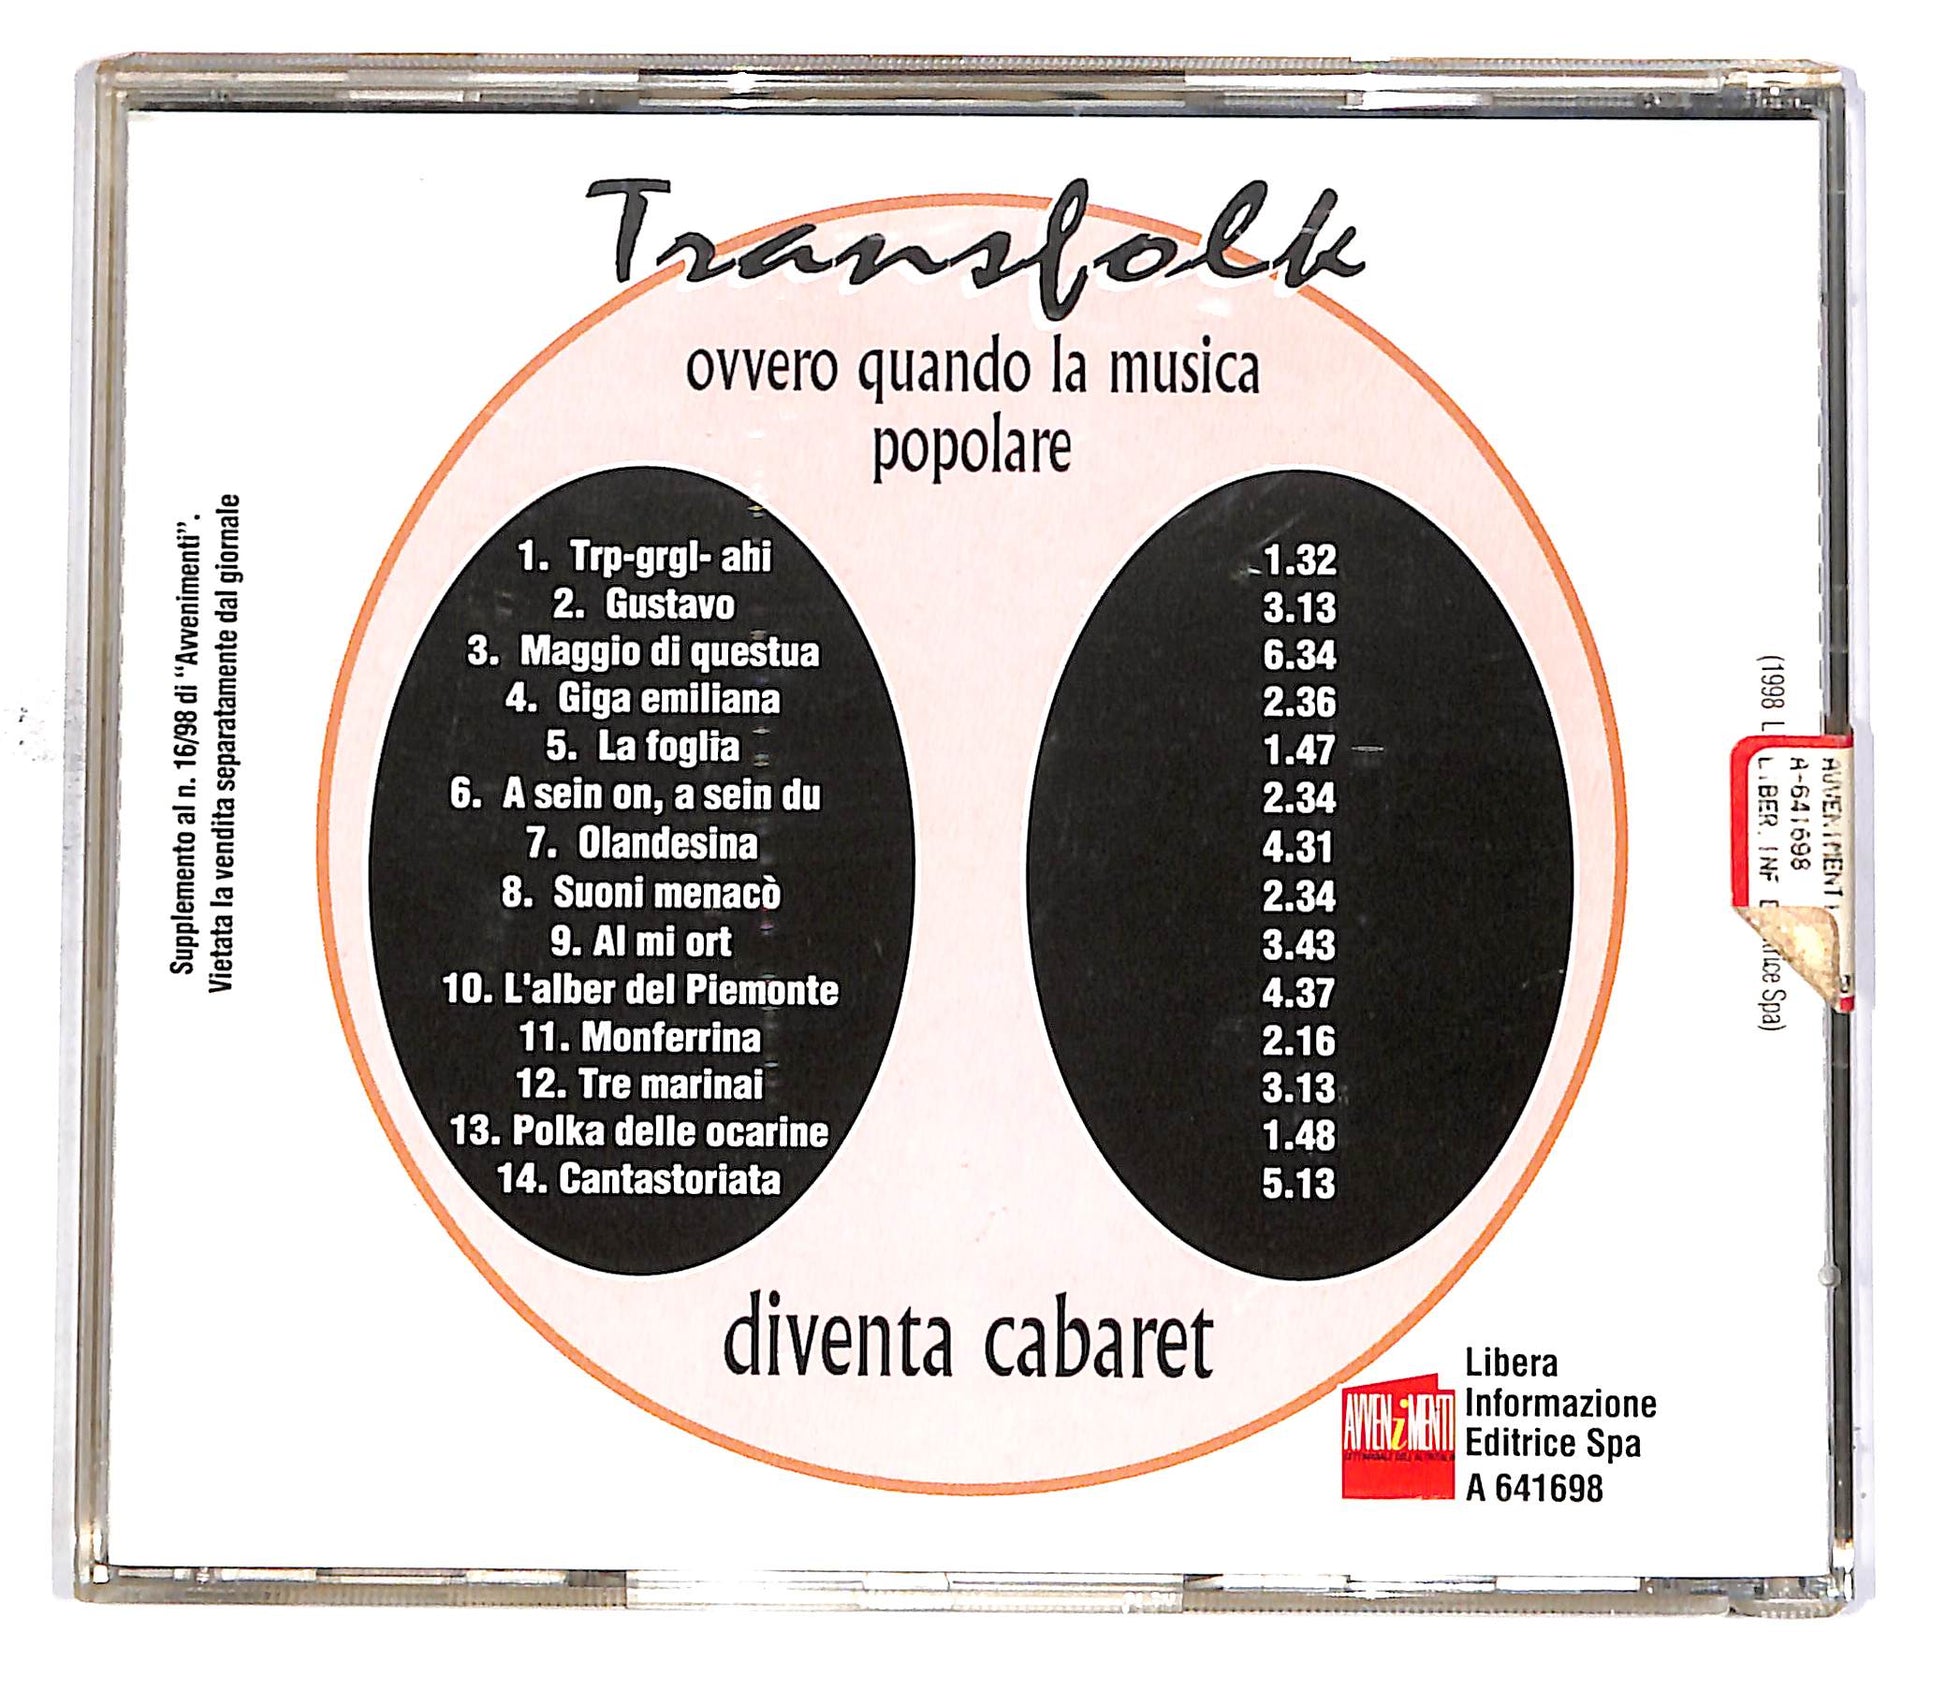 Transfolk
ovvero quando la musica
popolare
1. Trp-grgl- ahi 1.32
2. Gustavo 3.13
3. Maggio di questua 6.34
4. Giga emiliana 2.36
5. La foglia 1.47
6. A sein on, a sein du 2.34
7. Olandesina 4.31
8. Suoni menacò 2.34
9. Al mi ort 3.43
10. L'alber del Piemonte 4.37
11. Monferrina 2.16
12. Tre marinai 3.13
13. Polka delle ocarine 1.48
14. Cantastoriata 5.13
diventa cabaret
Supplemento al n. 16/98 di “Avvenimenti”.
Vietata la vendita separatamente dal giornale
AVVENiMENTI
Libera
Informazione
Editrice Spa
A 641698
AVVENIMENTI
A-641698
LIBER. INF
(1998 L
Spa)